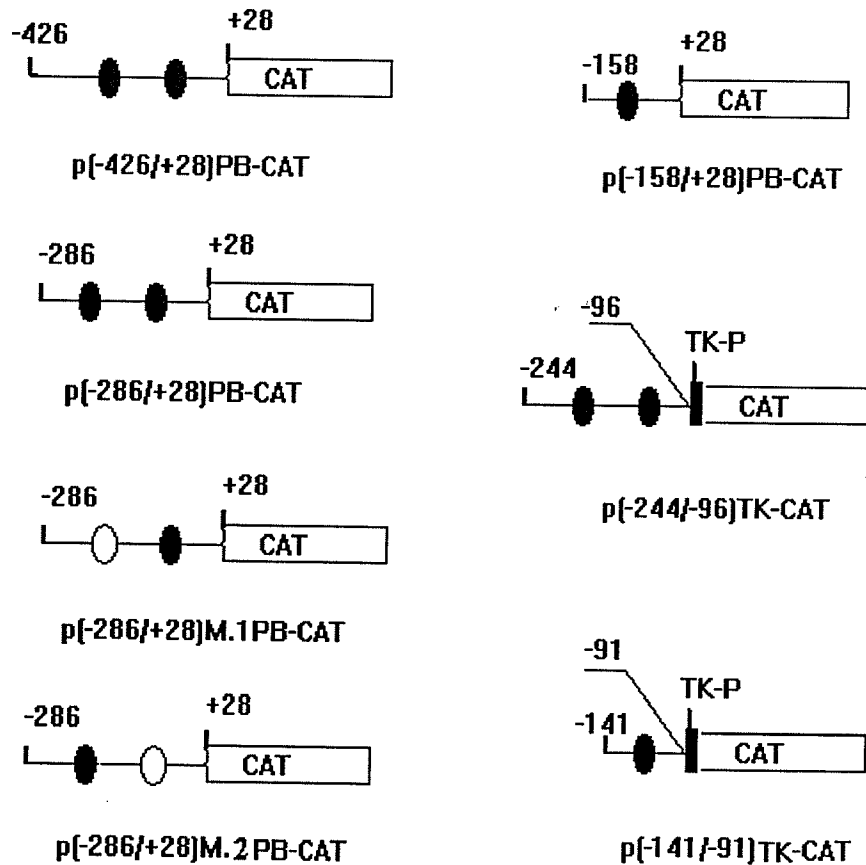 -426
+28
CAT
p(-426/+28)PB-CAT
-286
+28
CAT
p(-286/+28)PB-CAT
-286
+28
CAT
p(-286/+28)M.1PB-CAT
-286
+28
CAT
p(-286/+28)M.2PB-CAT
-158
+28
CAT
p(-158/+28)PB-CAT
-96
TK-P
-244
CAT
p(-244/-96)TK-CAT
-91
TK-P
-141
CAT
p(-141/-91)TK-CAT